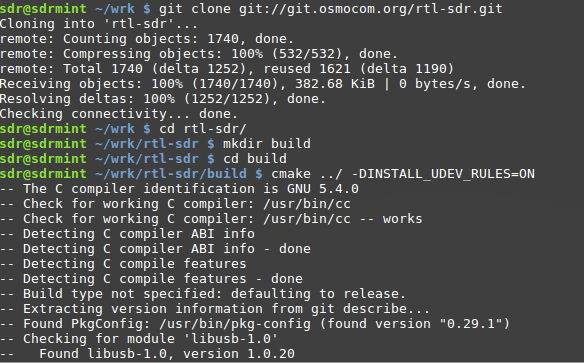 sdr@sdrmint ~/wrk $ git clone git://git.osmocom.org/rtl-sdr.git
Cloning into 'rtl-sdr'...
remote: Counting objects: 1740, done.
remote: Compressing objects: 100% (532/532), done.
remote: Total 1740 (delta 1252), reused 1621 (delta 1190)
Receiving objects: 100% (1740/1740), 382.68 KiB | 0 bytes/s, done.
Resolving deltas: 100% (1252/1252), done.
Checking connectivity... done.
sdr@sdrmint ~/wrk $ cd rtl-sdr/
sdr@sdrmint ~/wrk/rtl-sdr $ mkdir build
sdr@sdrmint ~/wrk/rtl-sdr $ cd build
sdr@sdrmint ~/wrk/rtl-sdr/build $ cmake ../ -DINSTALL_UDEV_RULES=ON
-- The C compiler identification is GNU 5.4.0
-- Check for working C compiler: /usr/bin/cc
-- Check for working C compiler: /usr/bin/cc -- works
-- Detecting C compiler ABI info
-- Detecting C compiler ABI info - done
-- Detecting C compile features
-- Detecting C compile features - done
-- Build type not specified: defaulting to release.
-- Extracting version information from git describe...
-- Found PkgConfig: /usr/bin/pkg-config (found version "0.29.1")
-- Checking for module 'libusb-1.0'
--   Found libusb-1.0, version 1.0.20